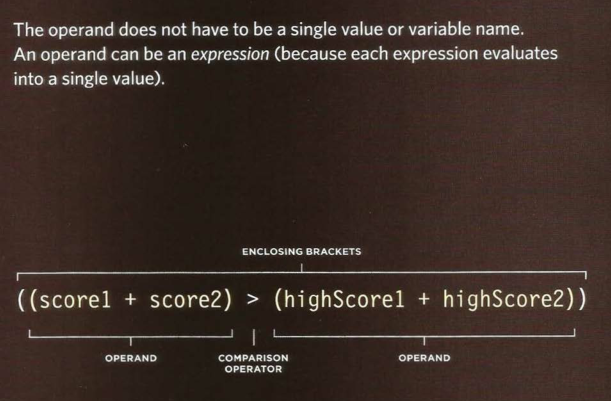 The operand does not have to be a single value or variable name.
An operand can be an expression (because each expression evaluates
into a single value).
ENCLOSING BRACKETS
((score1 + score2) > (highScore1 + highScore2))
OPERAND COMPARISON OPERAND
OPERATOR